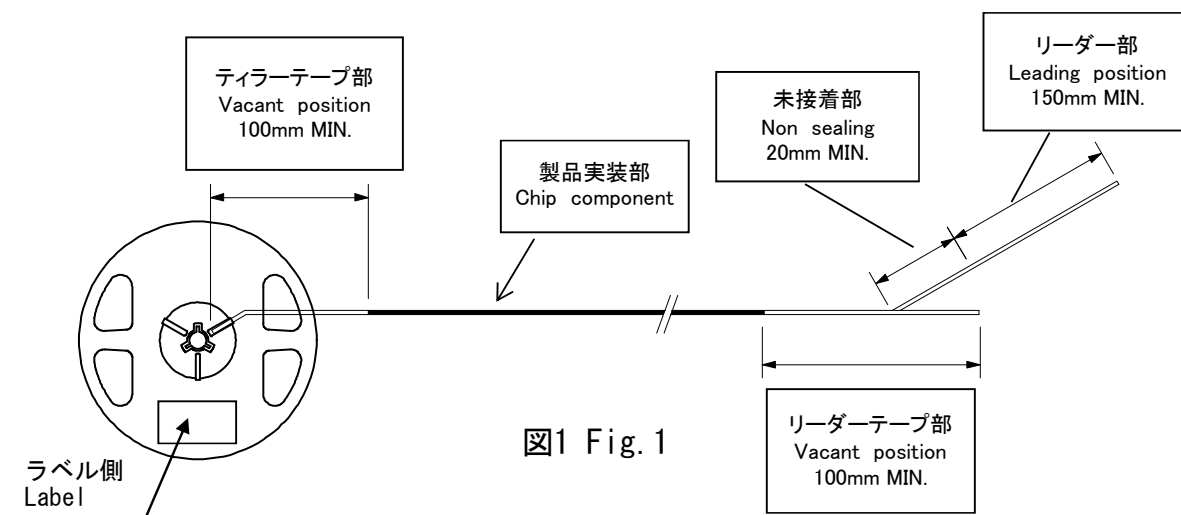 ティラーテープ部
Vacant position
100mm MIN.
製品実装部
Chip component
未接着部
Non sealing
20mm MIN.
リーダー部
Leading position
150mm MIN.
リーダーテープ部
Vacant position
100mm MIN.
図1 Fig.1
ラベル側
Label